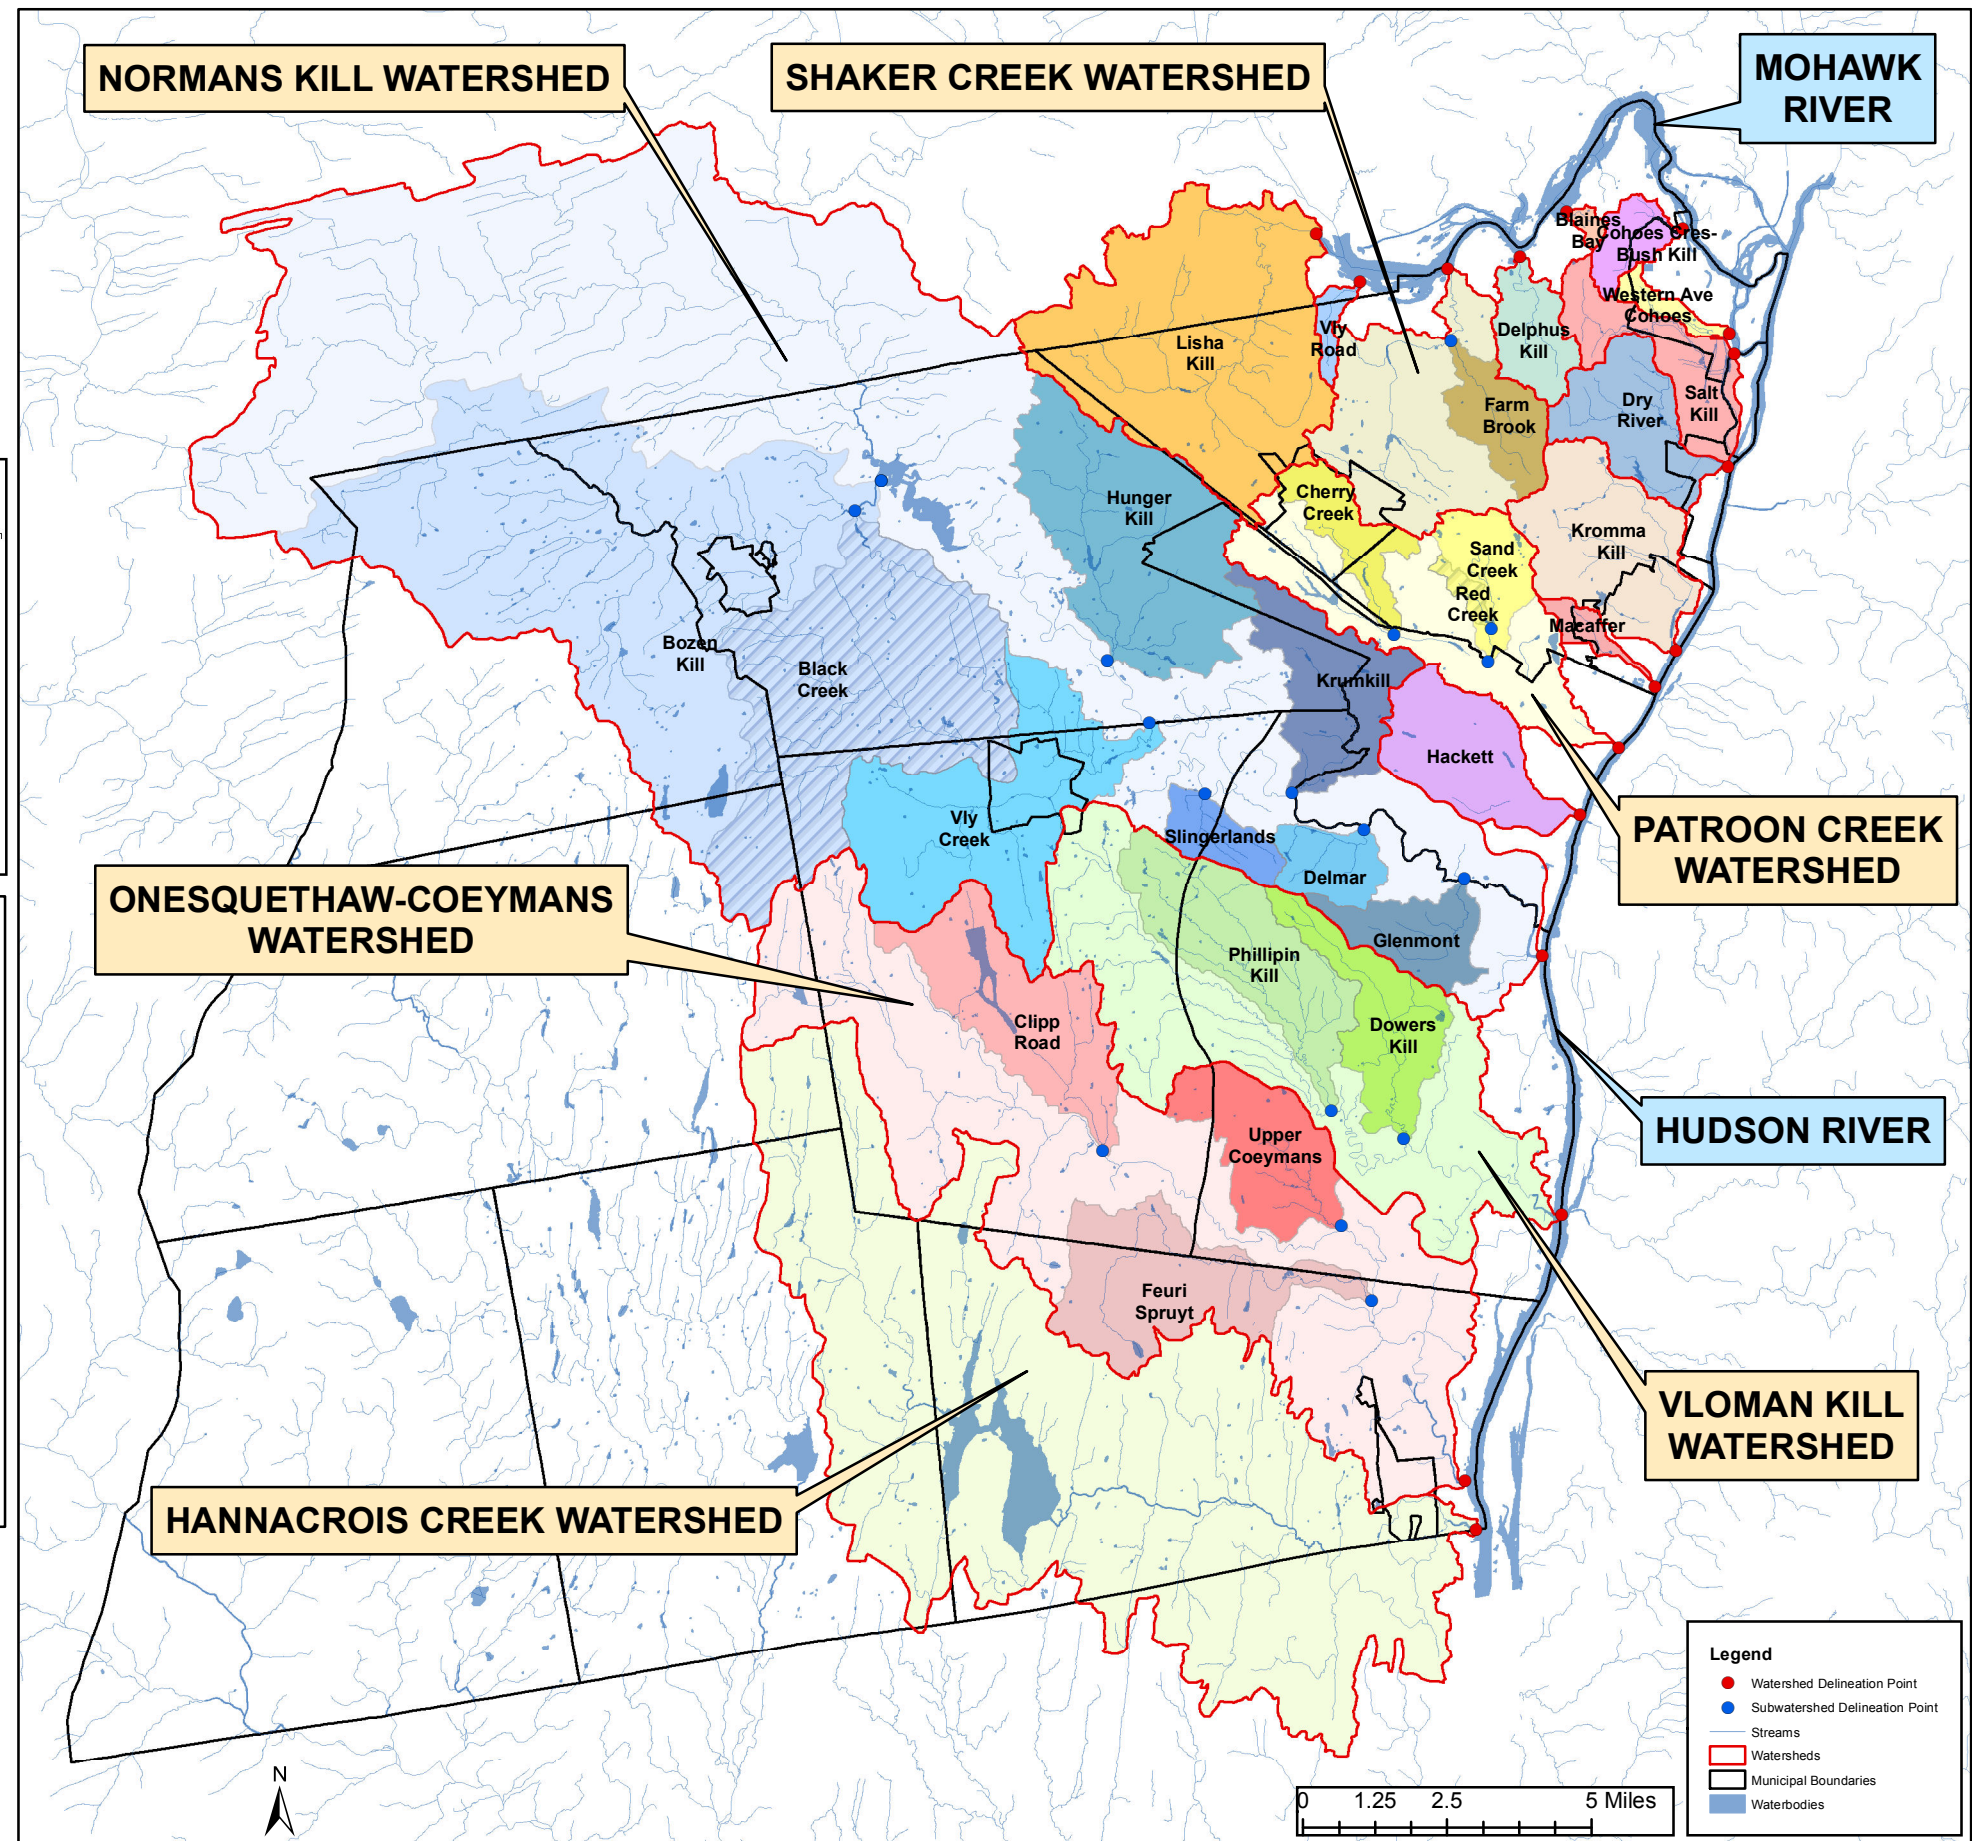 NORMANS KILL WATERSHED
SHAKER CREEK WATERSHED
MOHAWK
RIVER
Blaines
Bay
Cohoes Cres-
Bush Kill
Western Ave
Cohoes
Vly
Road
Delphus
Kill
Lisha
Kill
Farm
Brook
Dry
River
Salt
Kill
Hunger
Kill
Cherry
Creek
Sand
Creek
Red
Creek
Kromma
Kill
Macaffer
Bozen
Kill
Black
Creek
Krumkill
Hackett
Vly
Creek
Slingerlands
Delmar
PATROON CREEK
WATERSHED
ONESQUETHAW-COEYMANS
WATERSHED
Glenmont
Phillipin
Kill
Clipp
Road
Dowers
Kill
HUDSON RIVER
Upper
Coeymans
Feuri
Spruyt
VLOMAN KILL
WATERSHED
HANNACROIS CREEK WATERSHED
Legend
Watershed Delineation Point
Subwatershed Delineation Point
Streams
Watersheds
Municipal Boundaries
Waterbodies
N
0 1.25 2.5 5 Miles